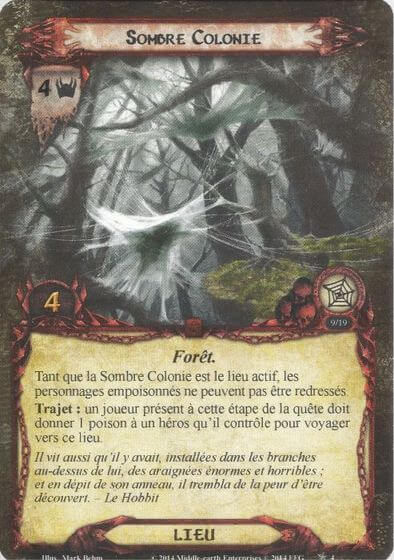 Sombre Colonie
4
4
9/19
Forêt.
Tant que la Sombre Colonie est le lieu actif, les
personnages empoisonnés ne peuvent pas être redressés.
Trajet : un joueur présent à cette étape de la quête doit
donner 1 poison à un héros qu'il contrôle pour voyager
vers ce lieu.
Il vit aussi qu'il y avait, installées dans les branches
au-dessus de lui, des araignées énormes et horribles ;
et en dépit de son anneau, il trembla de la peur d'être
découvert. – Le Hobbit
LIEU
Illus. Mark Behm © 2014 Middle-earth Enterprises © 2014 FFG 4